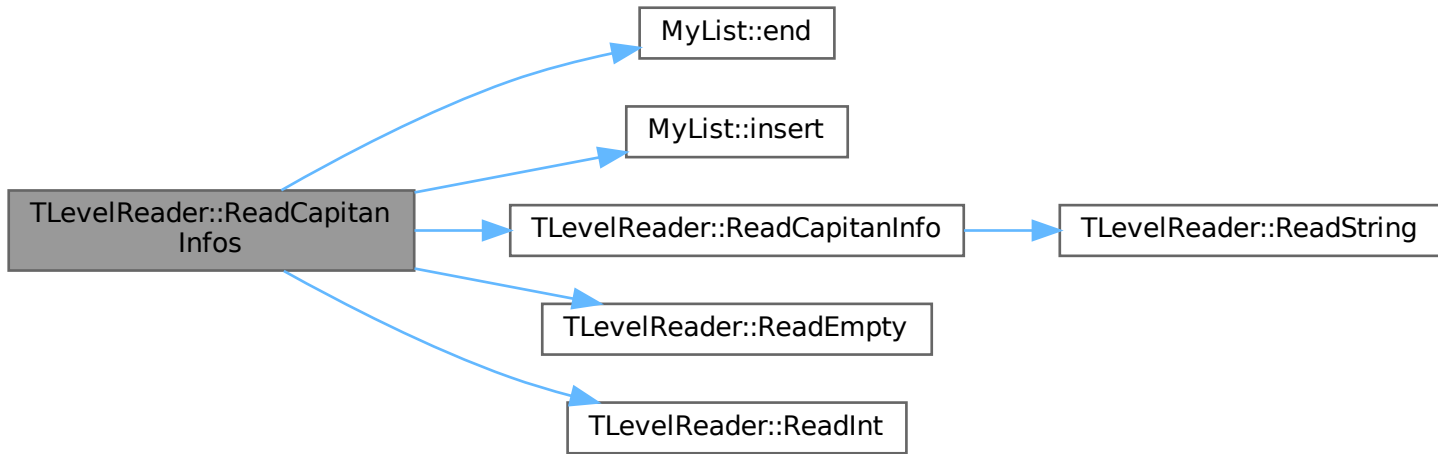 MyList::end
MyList::insert
TLevelReader::ReadCapitan
Infos
TLevelReader::ReadCapitanInfo
TLevelReader::ReadString
TLevelReader::ReadEmpty
TLevelReader::ReadInt